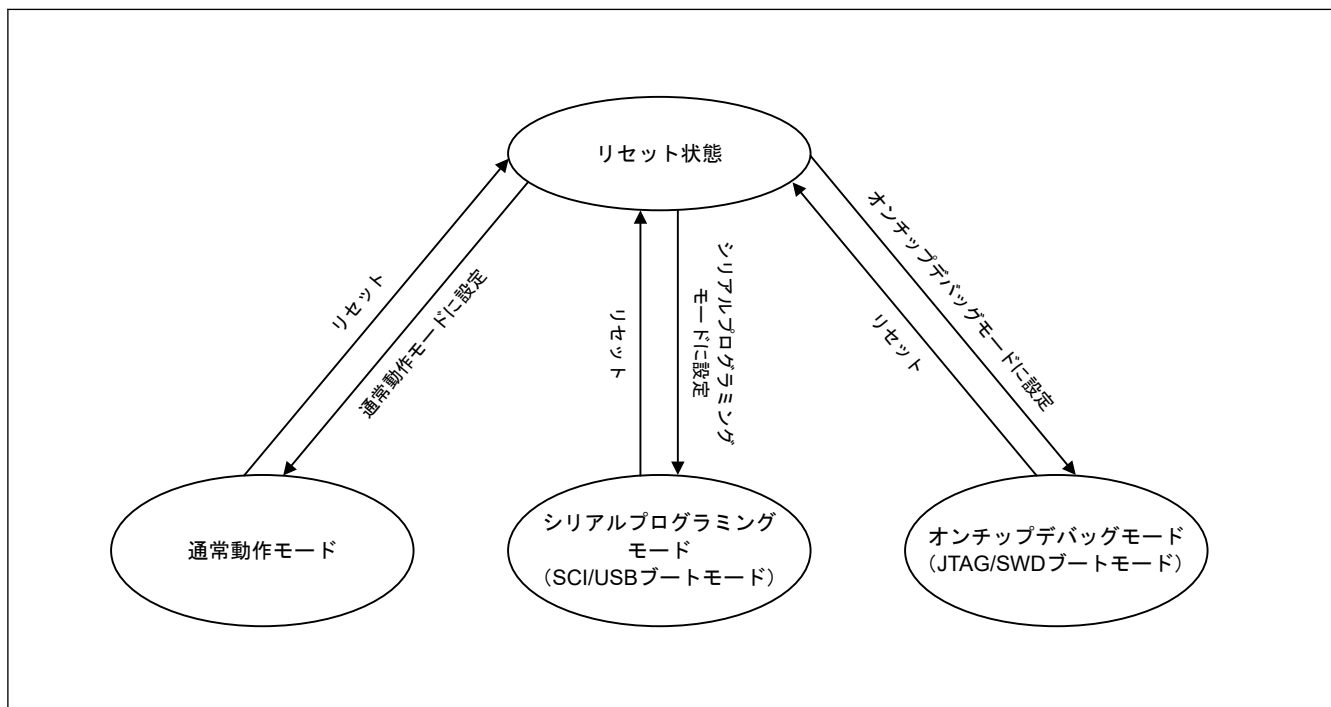 リセット状態
リセット
通常動作モードに設定
リセット
シリアルプログラミング
モードに設定
オンチップデバッグモードに設定
リセット
通常動作モード
シリアルプログラミング
モード
（SCI/USBブートモード）
オンチップデバッグモード
（JTAG/SWDブートモード）